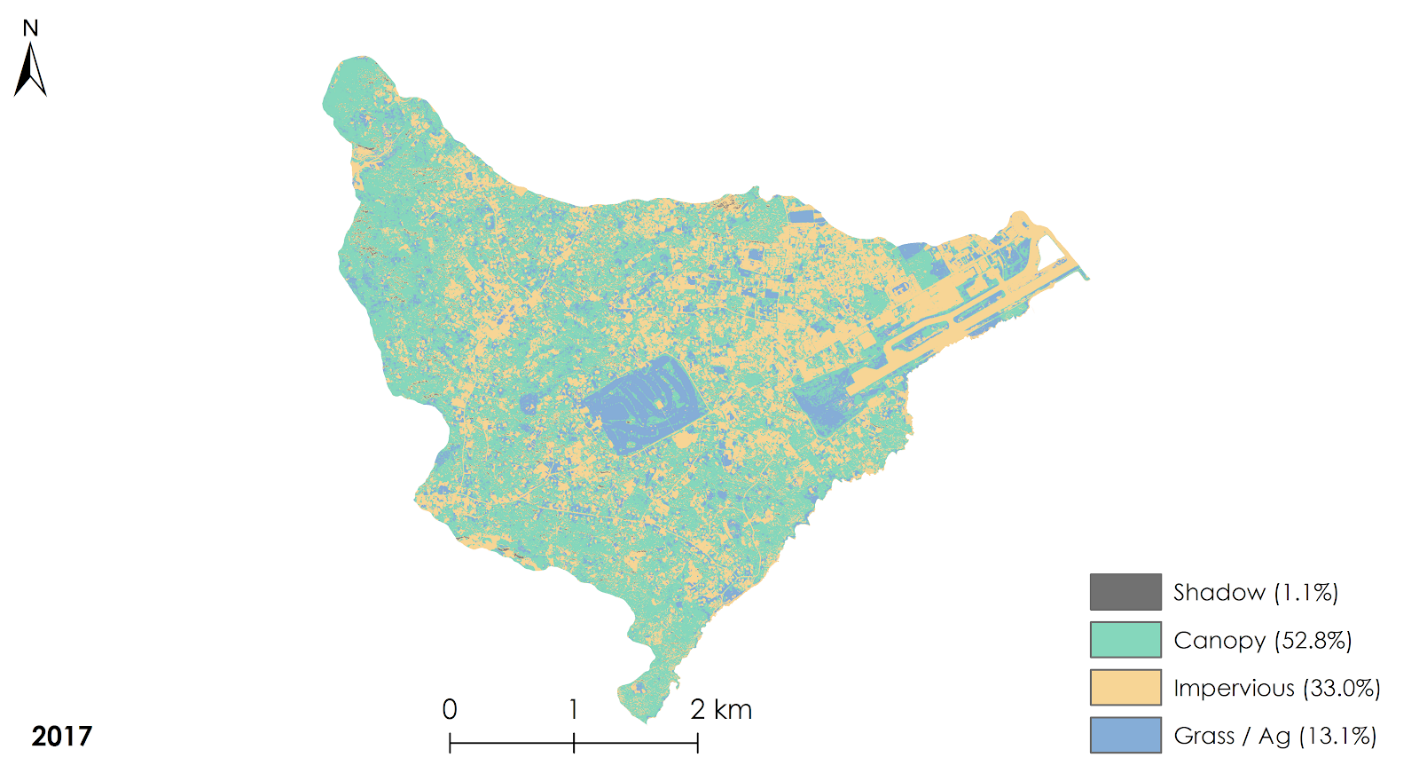 N
Shadow (1.1%)
Canopy (52.8%)
Impervious (33.0%)
Grass / Ag (13.1%)
0 1 2 km
2017